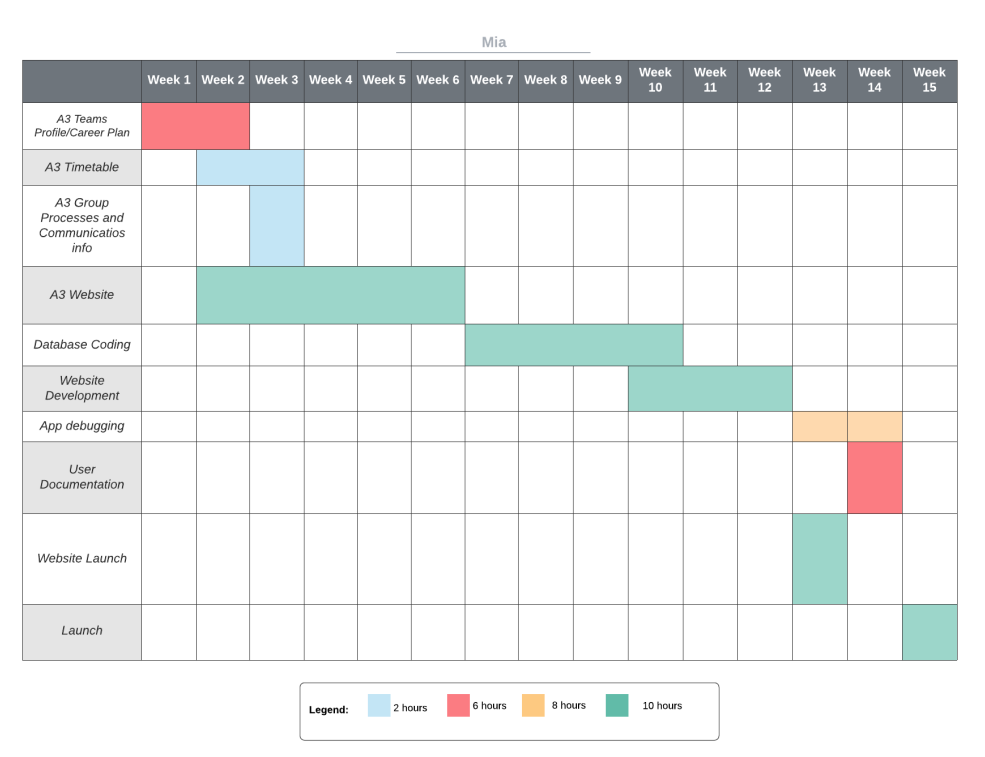 Mia
Week 1 Week 2 Week 3 Week 4 Week 5 Week 6 Week 7 Week 8 Week 9 Week 10 Week 11 Week 12 Week 13 Week 14 Week 15
A3 Teams
Profile/Career Plan
A3 Timetable
A3 Group
Processes and
Communicatios
info
A3 Website
Database Coding
Website
Development
App debugging
User
Documentation
Website Launch
Launch
Legend: 2 hours 6 hours 8 hours 10 hours